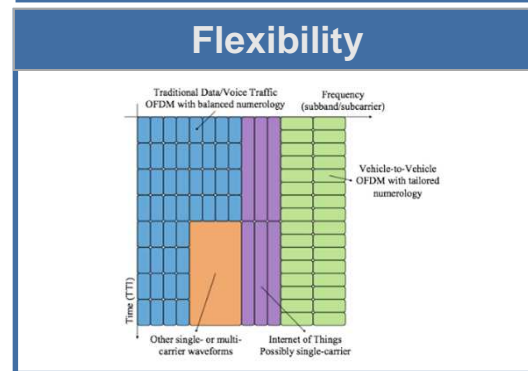 Flexibility
Traditional Data/Voice Traffic
OFDM with balanced numerology
Frequency
(subband/subcarrier)
Vehicle-to-Vehicle
OFDM with tailored
numerology
Time (TTI)
Other single- or multi-
carrier waveforms
Internet of Things
Possibly single-carrier